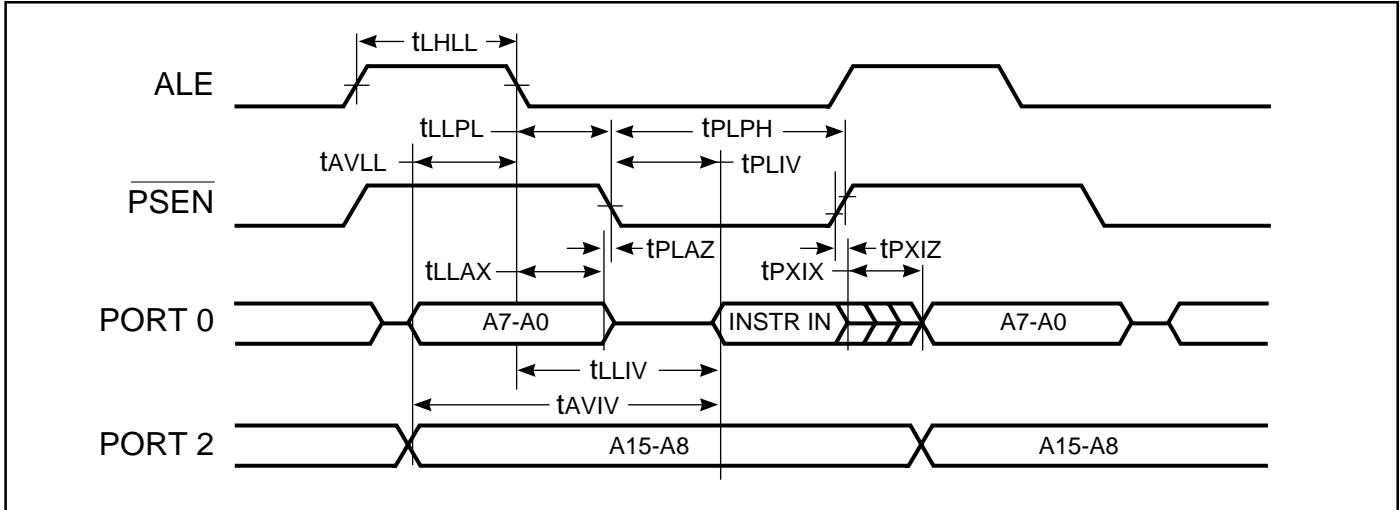 tLHLL
ALE
tLLPL
tPLPH
tAVLL
tPLIV
PSEN
tPLAZ
tPXIZ
tLLAX
tPXIX
PORT 0
A7-A0
INSTR IN
A7-A0
tLLIV
tAVIV
PORT 2
A15-A8
A15-A8